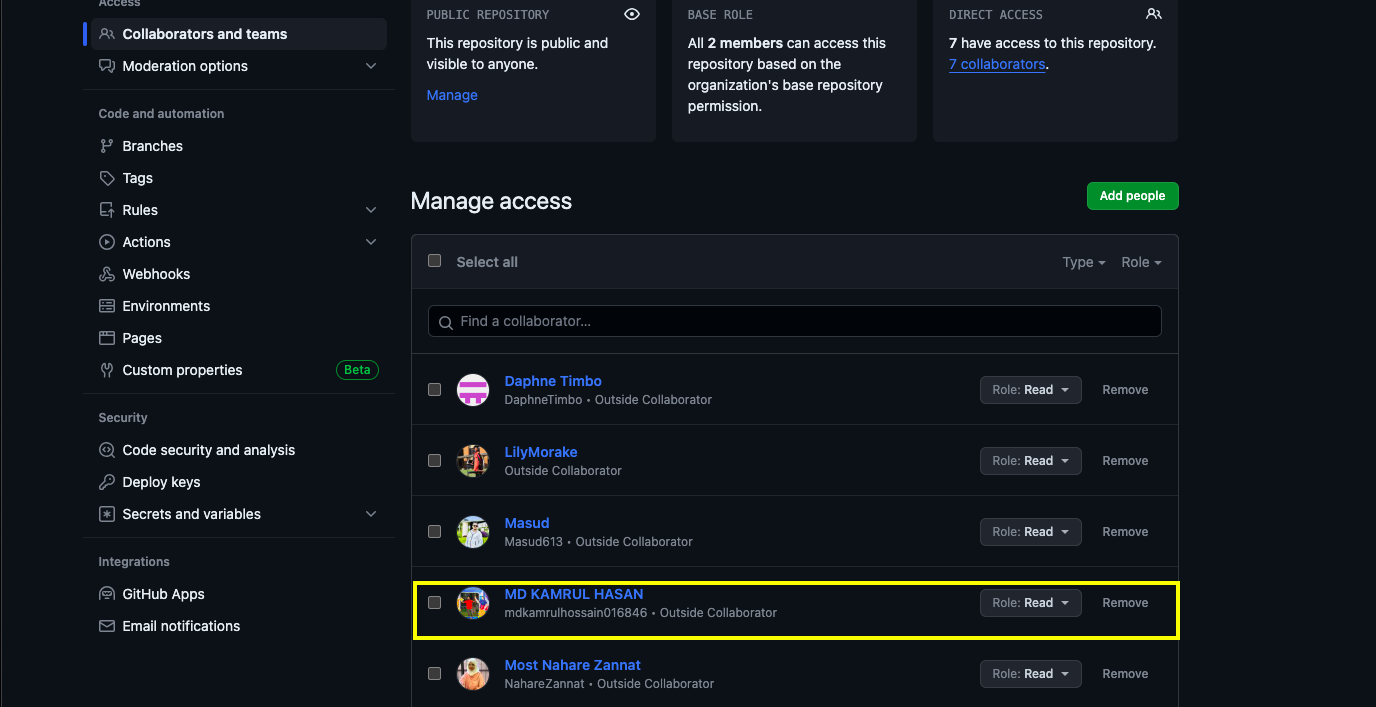 Access
Collaborators and teams
Moderation options
Code and automation
Branches
Tags
Rules
Actions
Webhooks
Environments
Pages
Custom properties Beta
Security
Code security and analysis
Deploy keys
Secrets and variables
Integrations
GitHub Apps
Email notifications
PUBLIC REPOSITORY
This repository is public and
visible to anyone.
Manage
BASE ROLE
All 2 members can access this
repository based on the
organization's base repository
permission.
DIRECT ACCESS
7 have access to this repository.
7 collaborators.
Manage access
Add people
Select all Type Role
Find a collaborator...
Daphne Timbo
DaphneTimbo • Outside Collaborator
Role: Read Remove
LilyMorake
Outside Collaborator
Role: Read Remove
Masud
Masud613 • Outside Collaborator
Role: Read Remove
MD KAMRUL HASAN
mdkamrulhossain016846 • Outside Collaborator
Role: Read Remove
Most Nahare Zannat
NahareZannat • Outside Collaborator
Role: Read Remove